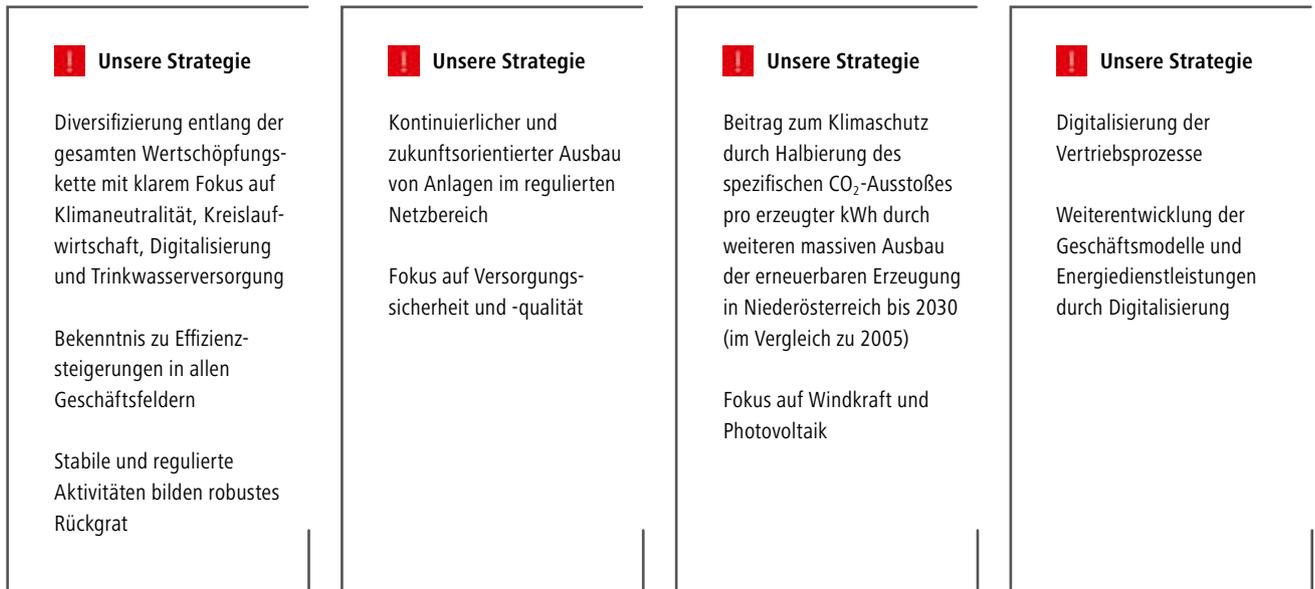 Unsere Strategie
Diversifizierung entlang der
gesamten Wertschöpfungs-
kette mit klarem Fokus auf
Klimaneutralität, Kreislauf-
wirtschaft, Digitalisierung
und Trinkwasserversorgung
Bekenntnis zu Effizienz-
steigerungen in allen
Geschäftsfeldern
Stabile und regulierte
Aktivitäten bilden robustes
Rückgrat
Unsere Strategie
Kontinuierlicher und
zukunftsorientierter Ausbau
von Anlagen im regulierten
Netzbereich
Fokus auf Versorgungs-
sicherheit und -qualität
Unsere Strategie
Beitrag zum Klimaschutz
durch Halbierung des
spezifischen CO₂-Ausstoßes
pro erzeugter kWh durch
weiteren massiven Ausbau
der erneuerbaren Erzeugung
in Niederösterreich bis 2030
(im Vergleich zu 2005)
Fokus auf Windkraft und
Photovoltaik
Unsere Strategie
Digitalisierung der
Vertriebsprozesse
Weiterentwicklung der
Geschäftsmodelle und
Energiedienstleistungen
durch Digitalisierung